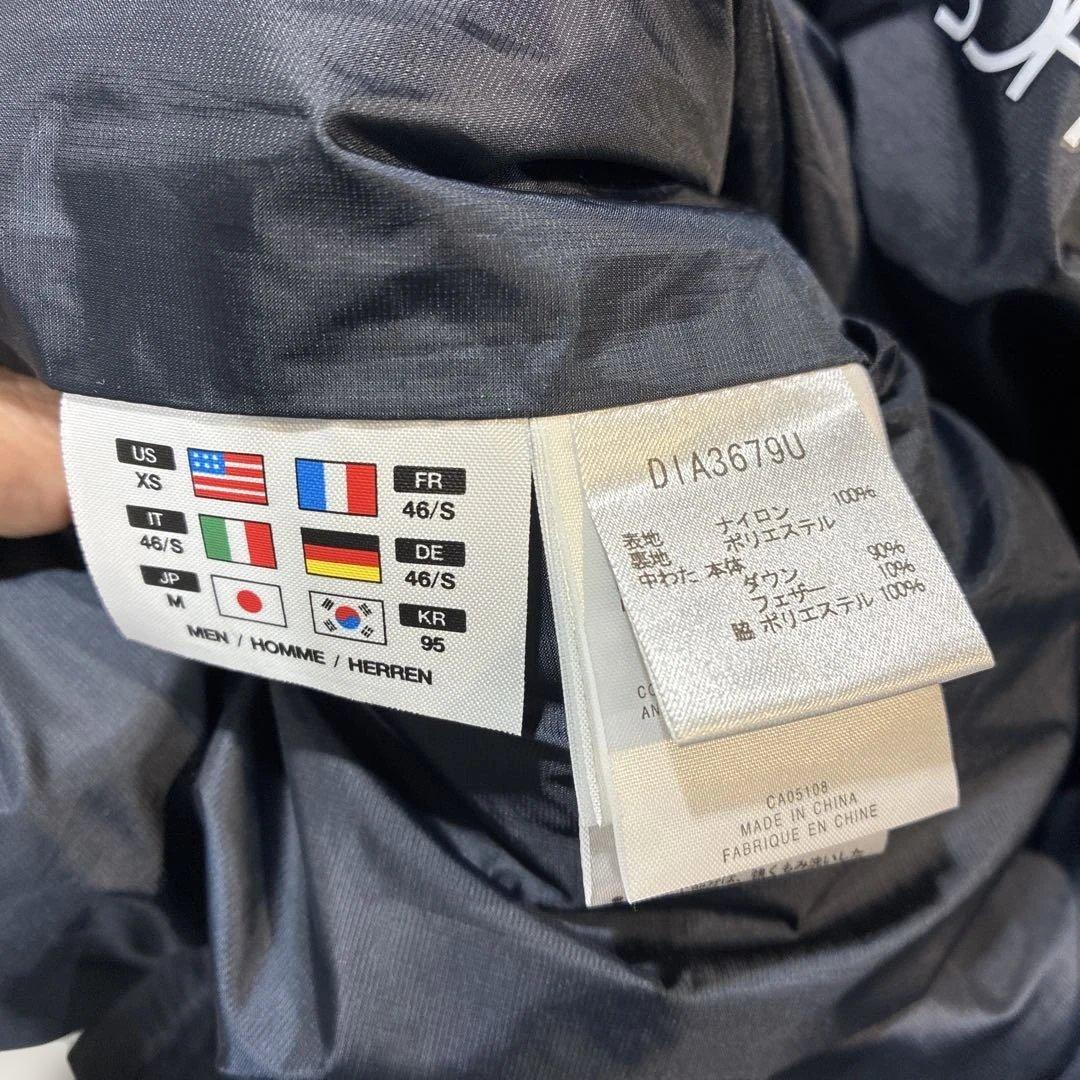 US
XS
FR
46/S
IT
46/S
DE
46/S
JP
M
KR
95
MEN / HOMME / HERREN
DIA3679U
表地 ナイロン 100%
裏地 ポリエステル
中わた 本体 ダウン 90%
フェザー 10%
脇 ポリエステル 100%
CO
AN
CA05108
MADE IN CHINA
FABRIQUE EN CHINE